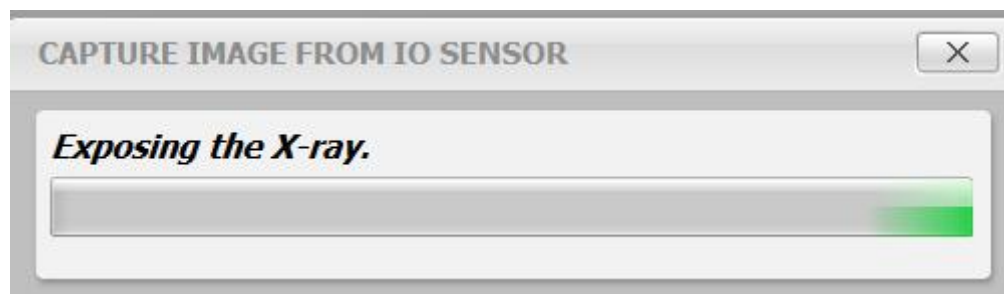 CAPTURE IMAGE FROM IO SENSOR
Exposing the X-ray.